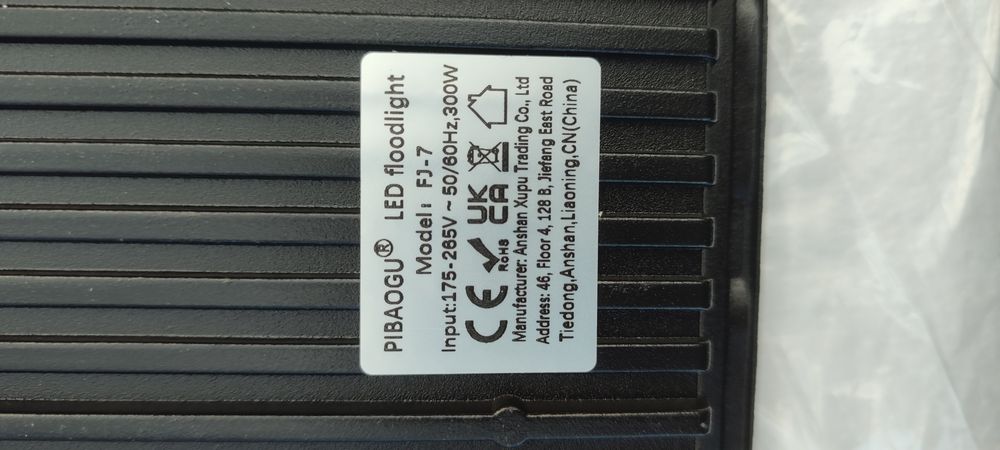 PIBAOGU® LED floodlight
Model: FJ-7
Input:175-265V~50/60Hz,300W
CE RoHS UK CA
Manufacturer: Anshan Xupu Trading Co., Ltd
Address: 46, Floor 4, 128 B, Jiefang East Road
Tiedong,Anshan,Liaoning,CN(China)